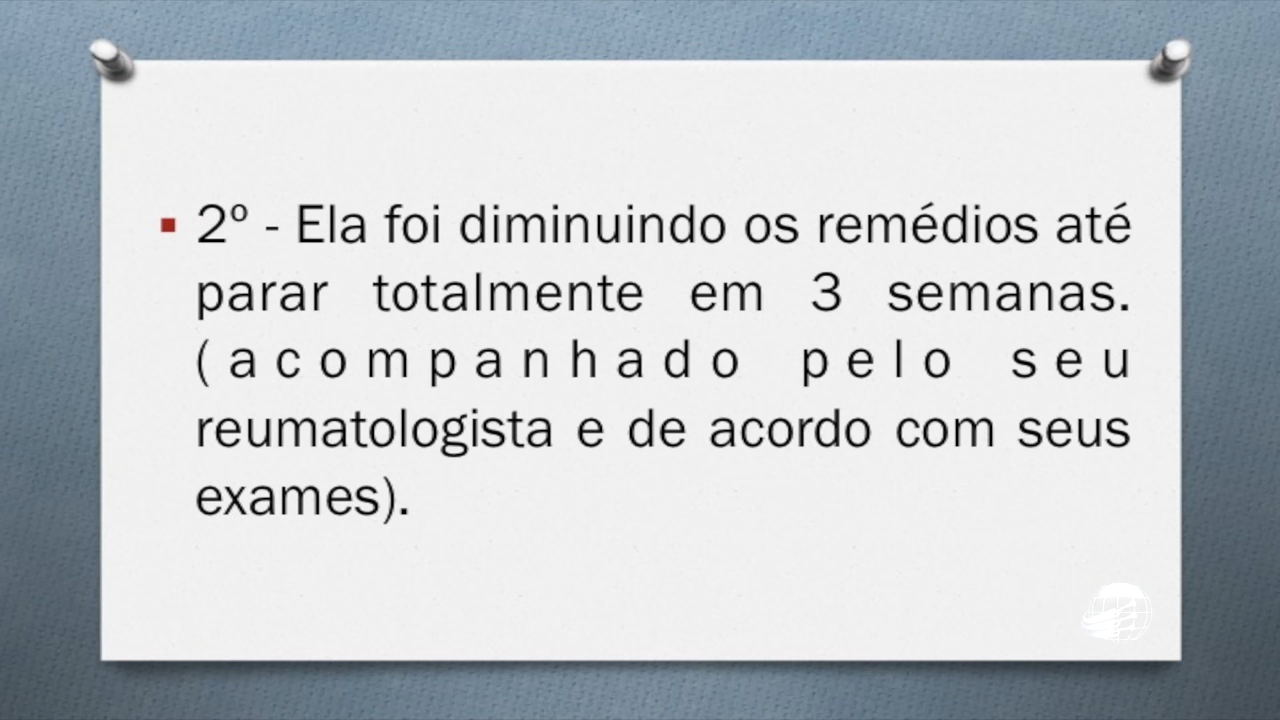 2º - Ela foi diminuindo os remédios até
parar totalmente em 3 semanas.
(acompanhado pelo seu
reumatologista e de acordo com seus
exames).